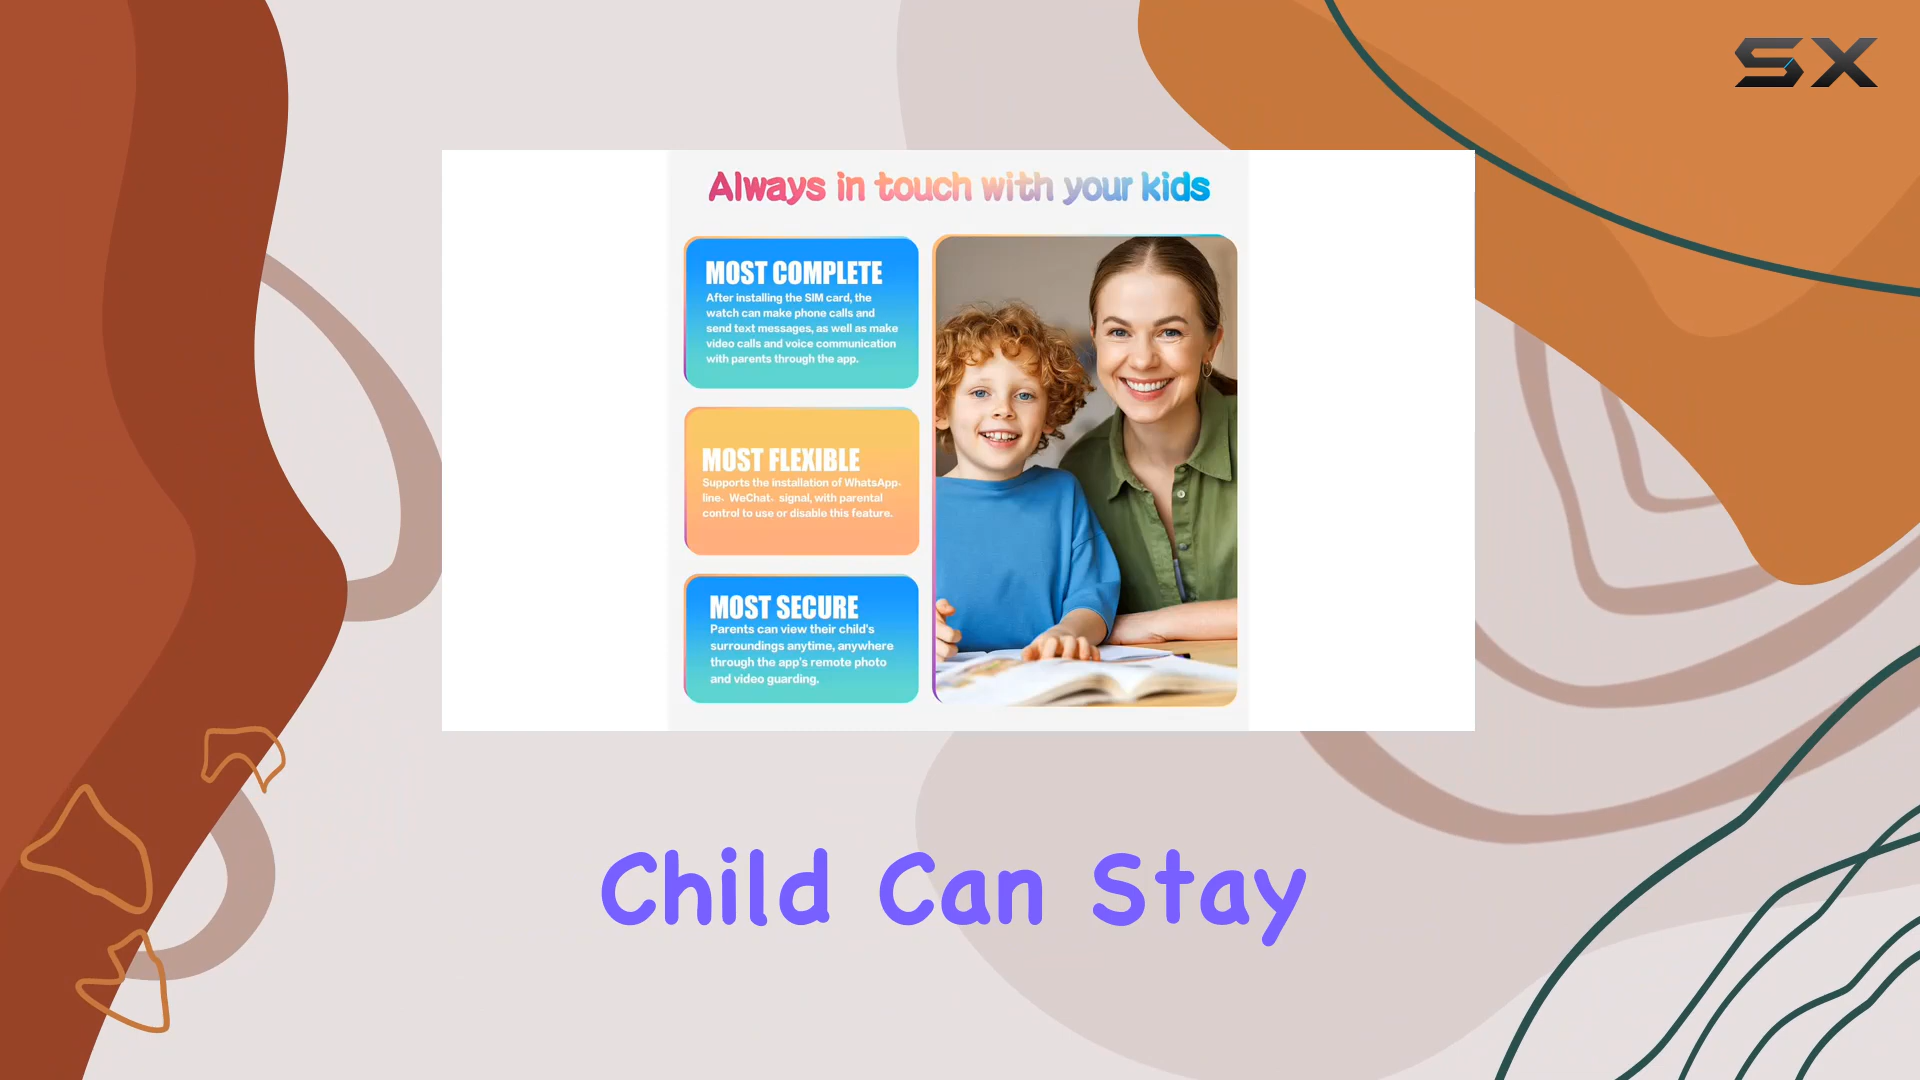 SX
Always in touch with your kids
MOST COMPLETE
After installing the SIM card, the
watch can make phone calls and
send text messages, as well as make
video calls and voice communication
with parents through the app.
MOST FLEXIBLE
Supports the installation of WhatsApp、
line、WeChat、signal, with parental
control to use or disable this feature.
MOST SECURE
Parents can view their child's
surroundings anytime, anywhere
through the app's remote photo
and video guarding.
Child Can Stay